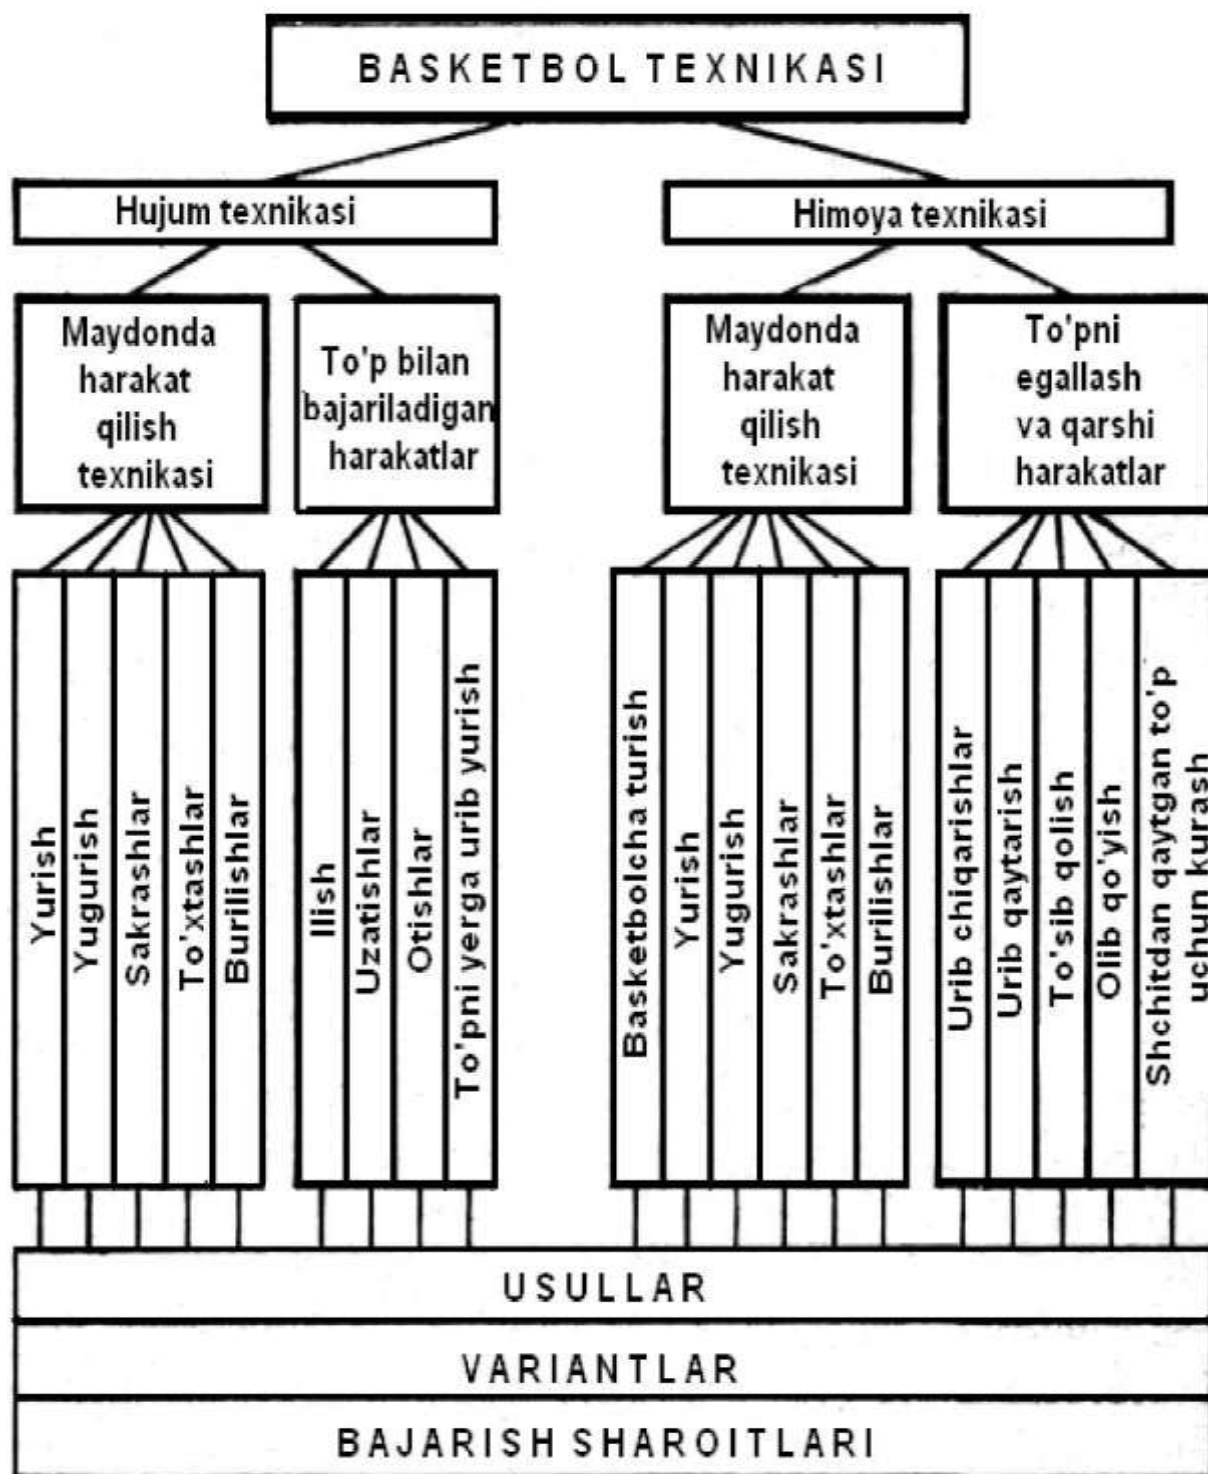 BASKETBOL TEXNIKASI
Hujum texnikasi
Himoya texnikasi
Maydonda
harakat
qilish
texnikasi
To'p bilan
bajariladigan
harakatlar
Maydonda
harakat
qilish
texnikasi
To'pni
egallash
va qarshi
harakatlar
Yurish
Yugurish
Sakrashlar
To'xtashlar
Burilishlar
Ilish
Uzatishlar
Otishlar
To'pni yerga urib yurish
Basketbolcha turish
Yurish
Yugurish
Sakrashlar
To'xtashlar
Burilishlar
Urib chiqarishlar
Urib qaytarish
To'sib qolish
Olib qo'yish
Shchitdan qaytgan to'p
uchun kurash
USULLAR
VARIANTLAR
BAJARISH SHAROITLARI